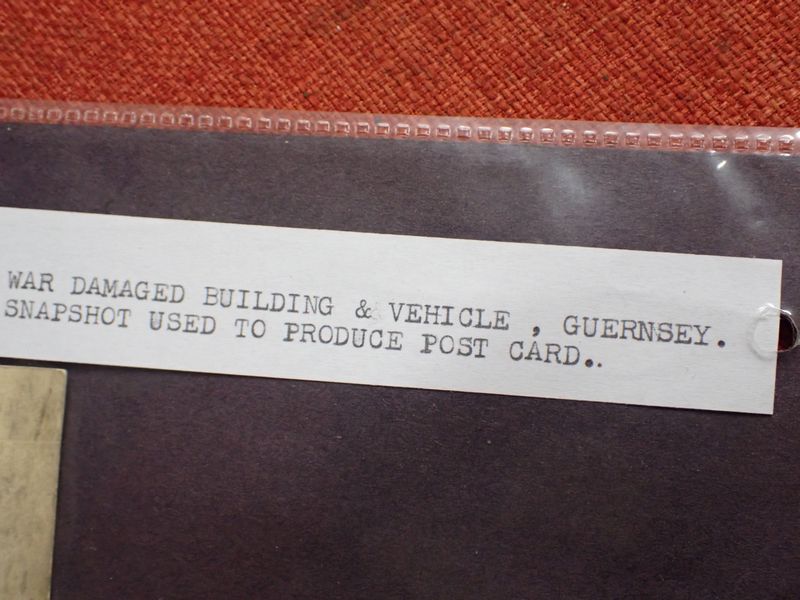 WAR DAMAGED BUILDING & VEHICLE , GUERNSEY.
SNAPSHOT USED TO PRODUCE POST CARD..